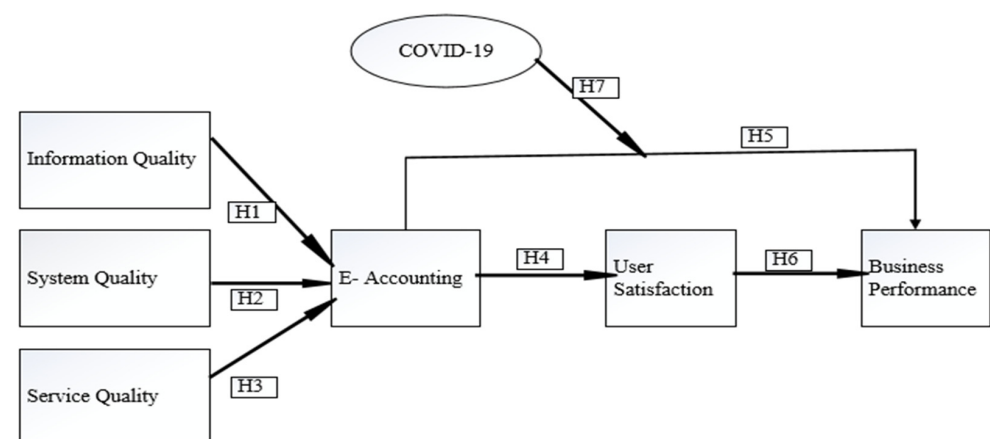 COVID-19
H7
H5
Information Quality
H1
System Quality
H2
E- Accounting
H4
User
Satisfaction
H6
Business
Performance
Service Quality
H3